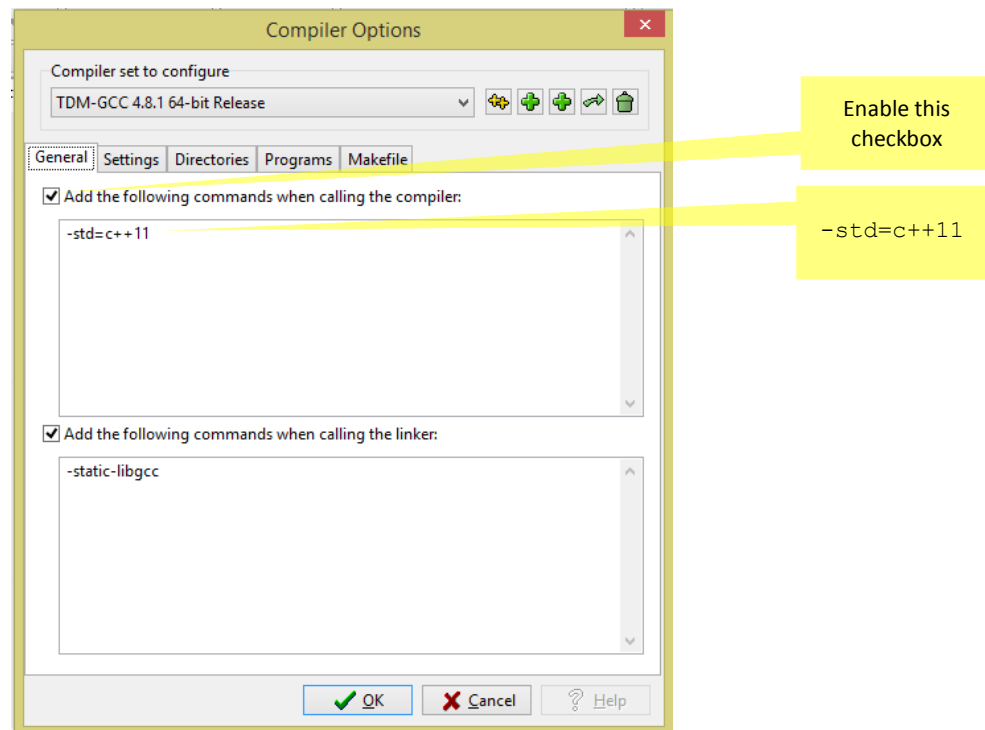 Compiler Options
Compiler set to configure
TDM-GCC 4.8.1 64-bit Release
General Settings Directories Programs Makefile
Add the following commands when calling the compiler:
-std=c++11
Add the following commands when calling the linker:
-static-libgcc
OK Cancel Help
Enable this
checkbox
-std=c++11